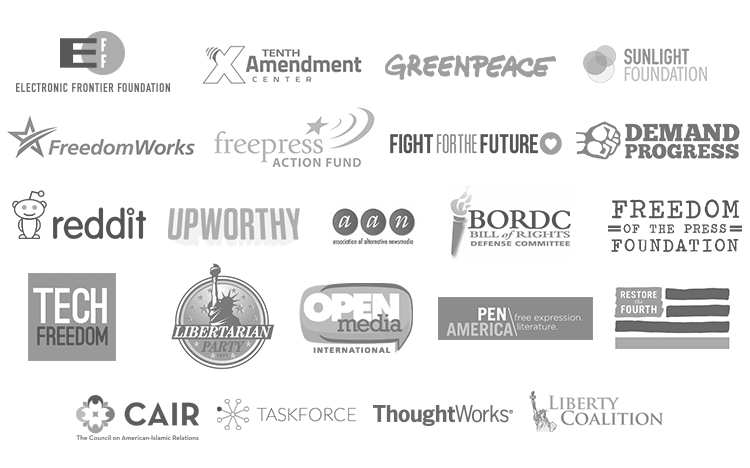 EFF
ELECTRONIC FRONTIER FOUNDATION
X
TENTH
Amendment
CENTER
GREENPEACE
SUNLIGHT
FOUNDATION
FreedomWorks
freepress
ACTION FUND
FIGHT FORTHE FUTURE
DEMAND
PROGRESS
reddit
UPWORTHY
aan
association of alternative newsmedia
BORDC
BILL of RIGHTS
DEFENSE COMMITTEE
FREEDOM
OF THE PRESS
FOUNDATION
TECH
FREEDOM
LIBERTARIAN
PARTY
OPEN
media
INTERNATIONAL
PEN
AMERICA
free expression.
literature.
RESTORE
the
FOURTH
CAIR
The Council on American-Islamic Relations
TASKFORCE
ThoughtWorks®
LIBERTY
COALITION